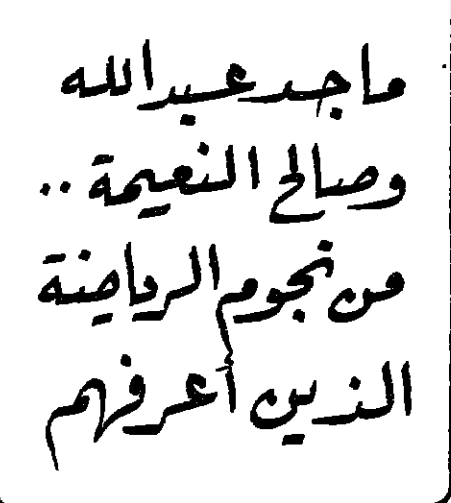 ماجد عبدالله
وصالح النعيمة ..
من نجوم الرياضة
الذين أعرفهم